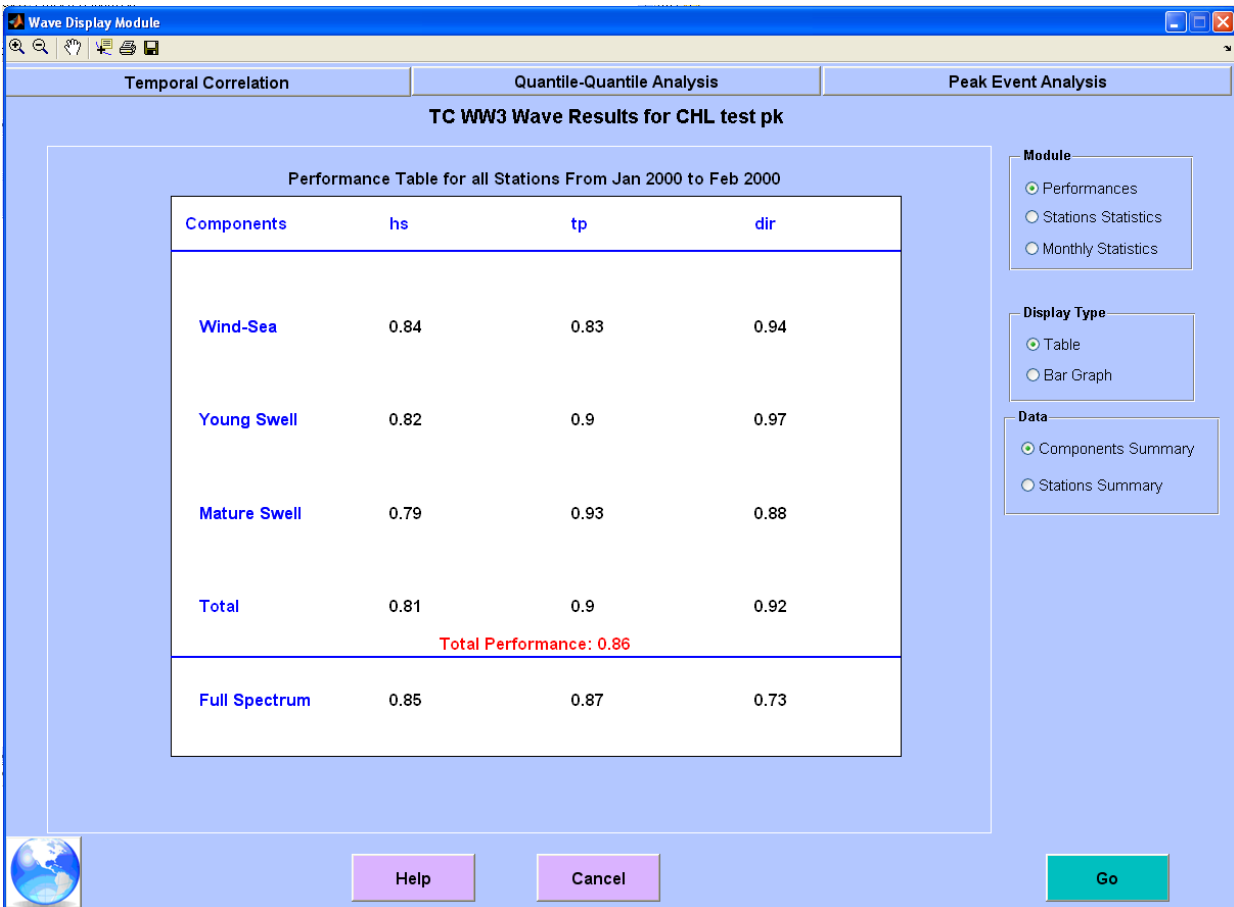 Wave Display Module
Temporal Correlation
Quantile-Quantile Analysis
Peak Event Analysis
TC WW3 Wave Results for CHL test pk
Performance Table for all Stations From Jan 2000 to Feb 2000
Components hs tp dir
Wind-Sea 0.84 0.83 0.94
Young Swell 0.82 0.9 0.97
Mature Swell 0.79 0.93 0.88
Total 0.81 0.9 0.92
Total Performance: 0.86
Full Spectrum 0.85 0.87 0.73
Module
Performances
Stations Statistics
Monthly Statistics
Display Type
Table
Bar Graph
Data
Components Summary
Stations Summary
Help
Cancel
Go